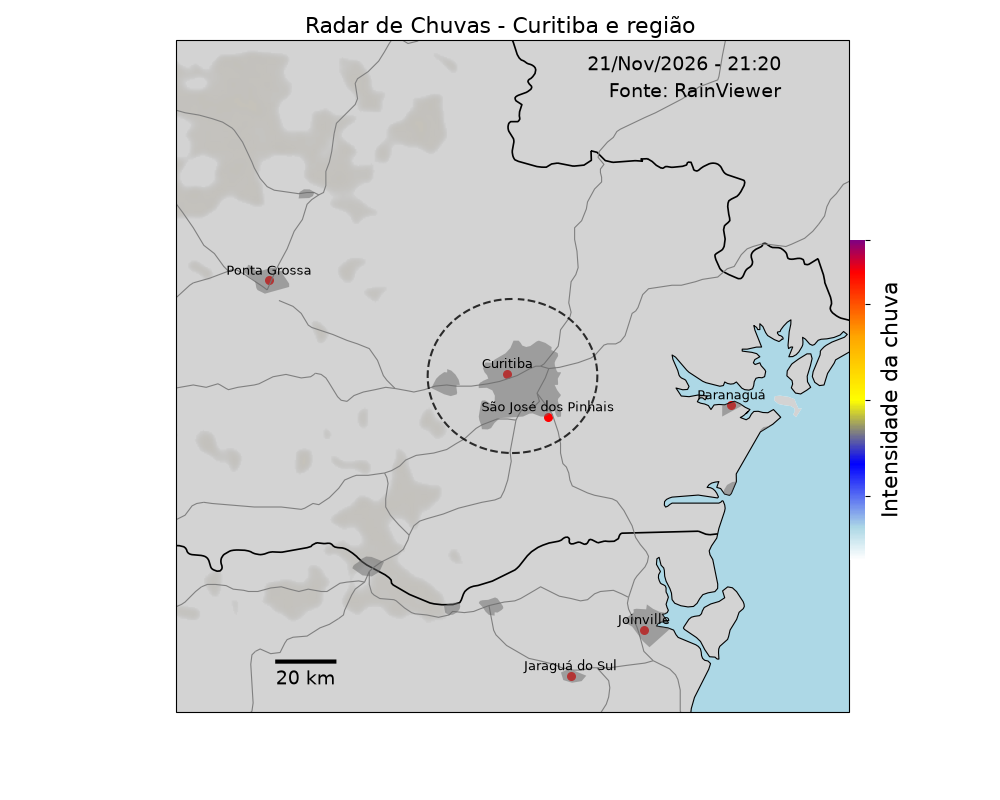 Radar de Chuvas - Curitiba e região
21/Nov/2026 - 21:20
Fonte: RainViewer
Ponta Grossa
Curitiba
Paranaguá
São José dos Pinhais
Intensidade da chuva
Joinville
Jaraguá do Sul
20 km